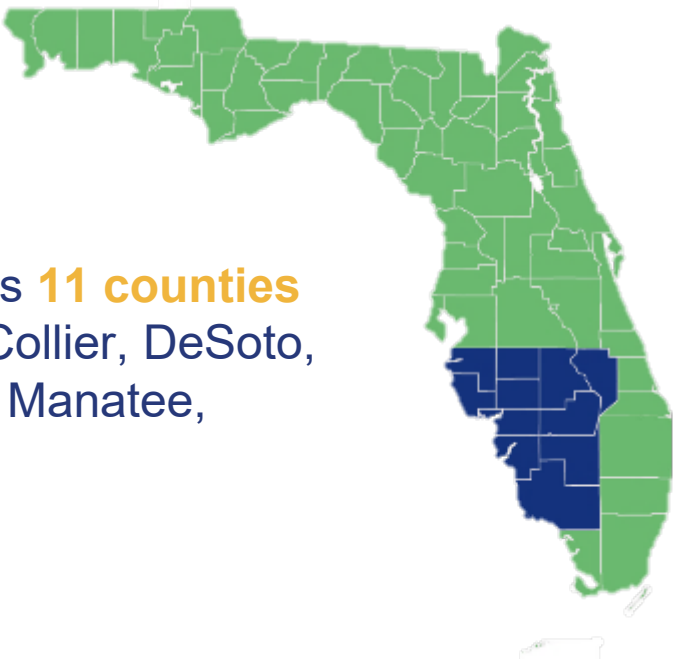 s 11 counties
Collier, DeSoto,
Manatee,